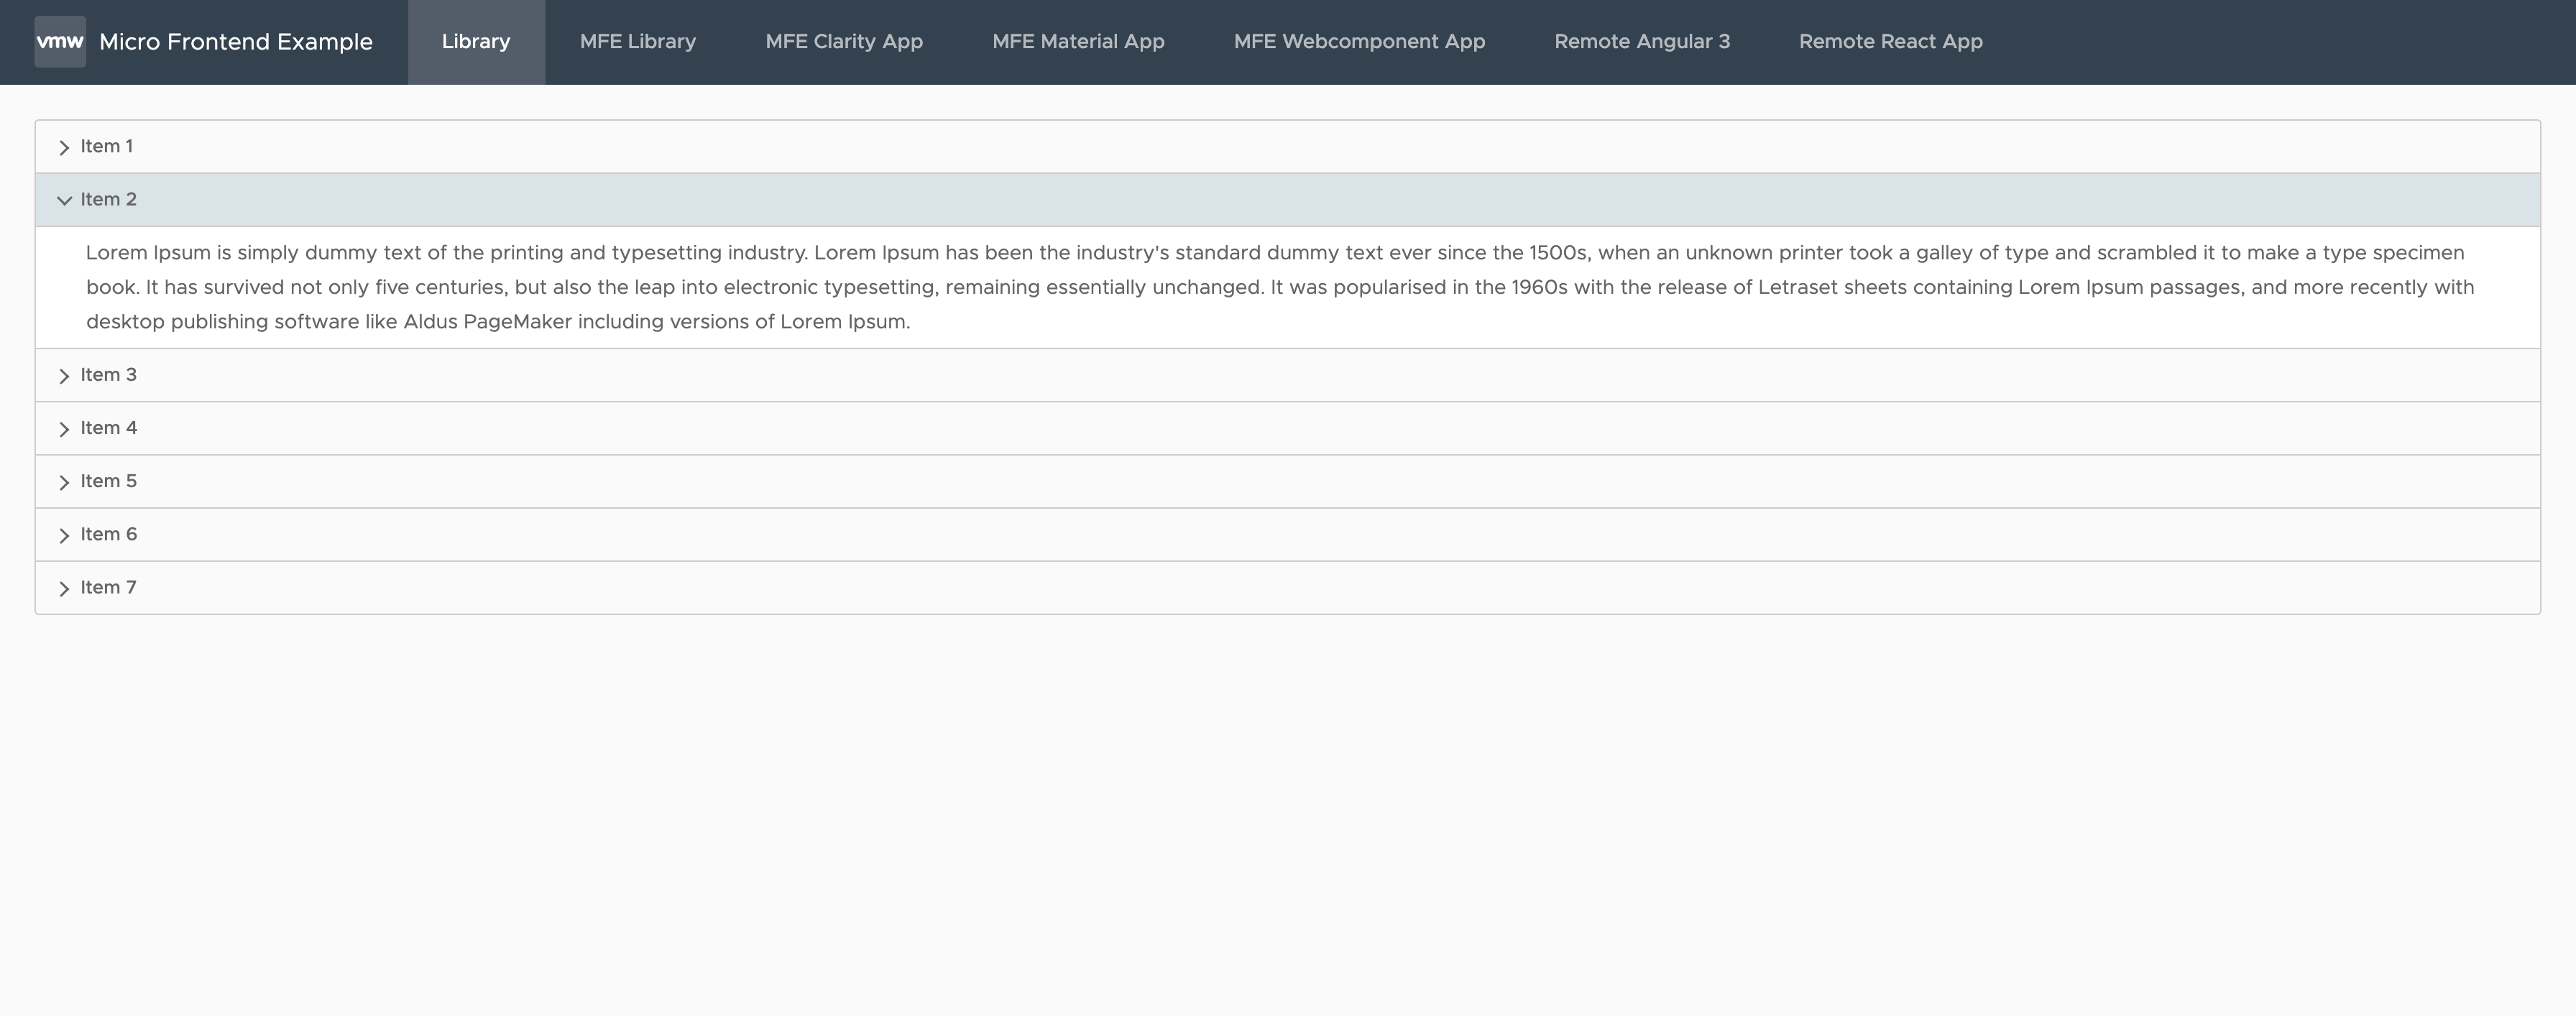 vmw Micro Frontend Example Library MFE Library MFE Clarity App MFE Material App MFE Webcomponent App Remote Angular 3 Remote React App
Item 1
Item 2
Lorem Ipsum is simply dummy text of the printing and typesetting industry. Lorem Ipsum has been the industry's standard dummy text ever since the 1500s, when an unknown printer took a galley of type and scrambled it to make a type specimen
book. It has survived not only five centuries, but also the leap into electronic typesetting, remaining essentially unchanged. It was popularised in the 1960s with the release of Letraset sheets containing Lorem Ipsum passages, and more recently with
desktop publishing software like Aldus PageMaker including versions of Lorem Ipsum.
Item 3
Item 4
Item 5
Item 6
Item 7